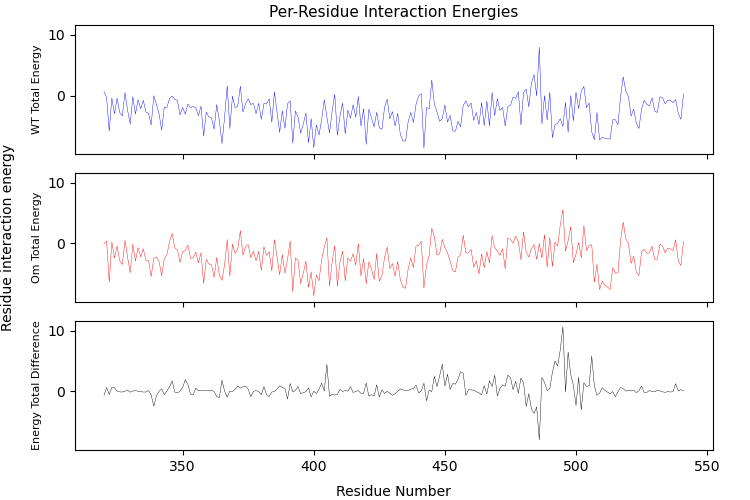 Per-Residue Interaction Energies
Residue interaction energy
WT Total Energy
10
0
Om Total Energy
10
0
Energy Total Difference
10
0
350
400
450
500
550
Residue Number